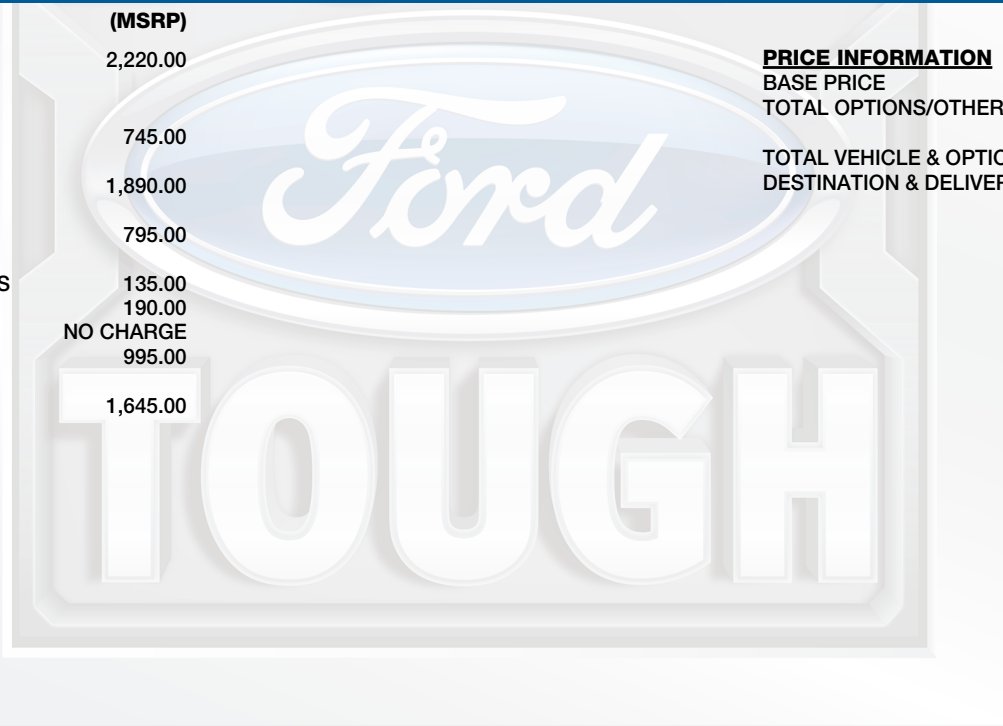 (MSRP)
2,220.00
745.00
1,890.00
795.00
S 135.00
190.00
NO CHARGE
995.00
1,645.00
PRICE INFORMATION
BASE PRICE
TOTAL OPTIONS/OTHER
TOTAL VEHICLE & OPTIO
DESTINATION & DELIVER
Ford
TOUGH